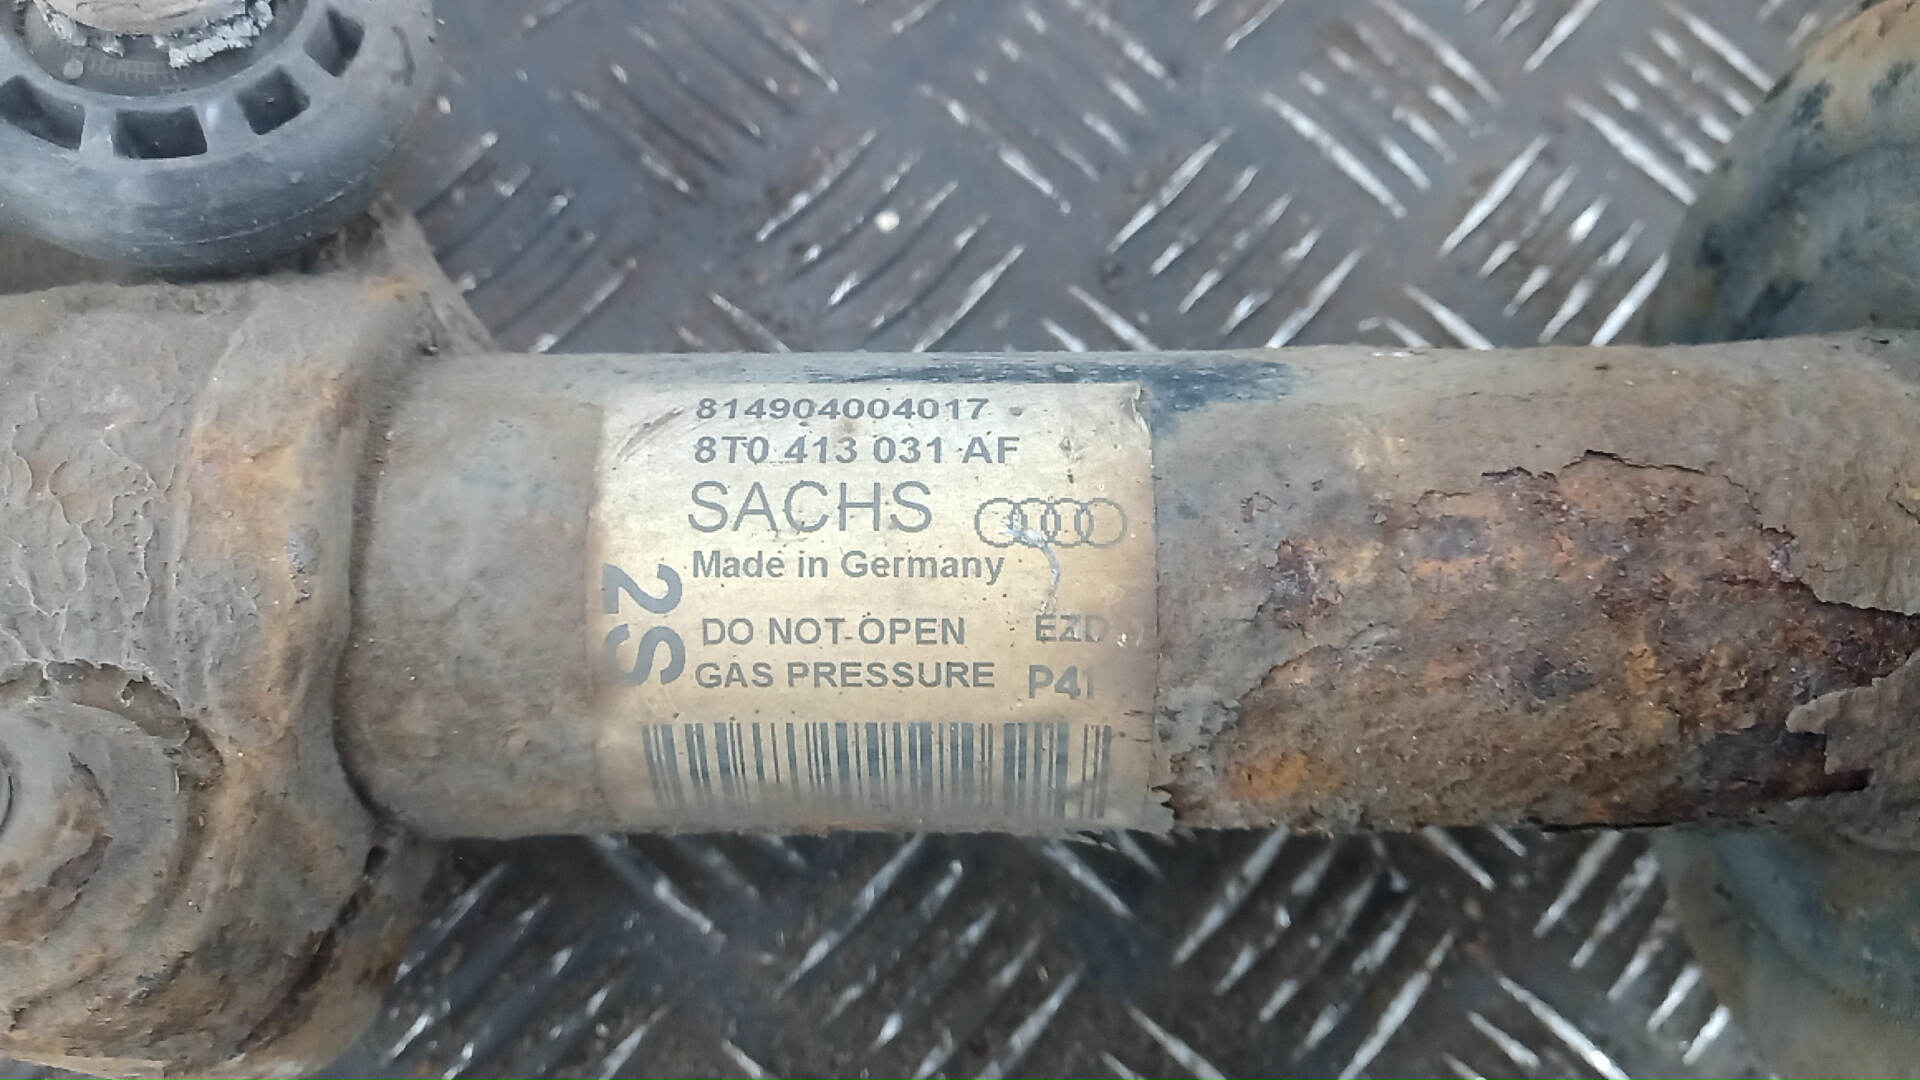 814904004017
8T0 413 031 AF
SACHS
Made in Germany
2S
DO NOT OPEN EZD
GAS PRESSURE P41